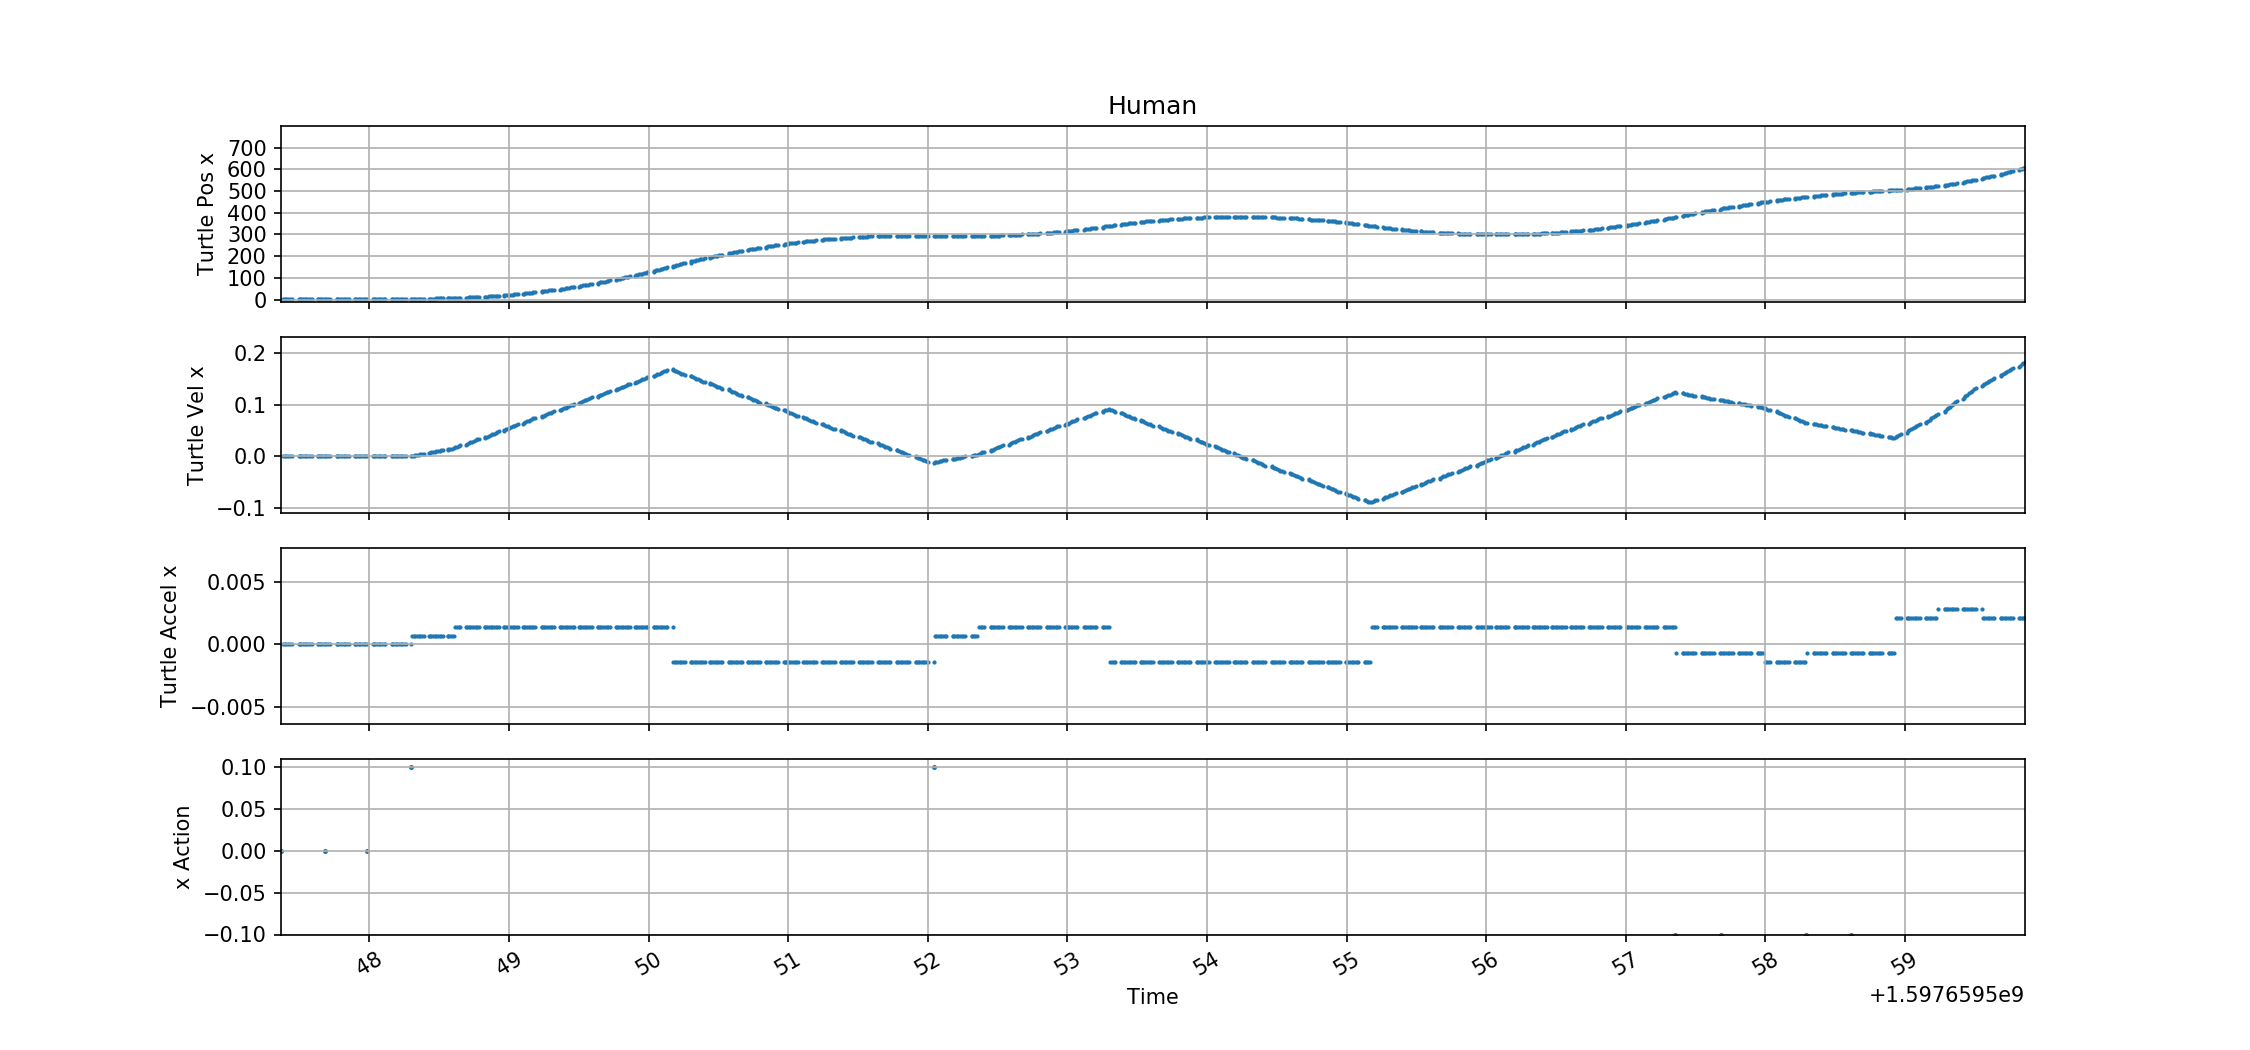 Human
Turtle Pos x
700
600
500
400
300
200
100
0
Turtle Vel x
0.2
0.1
0.0
−0.1
Turtle Accel x
0.005
0.000
−0.005
x Action
0.10
0.05
0.00
−0.05
−0.10
48 49 50 51 52 53 54 55 56 57 58 59
Time
+1.5976595e9